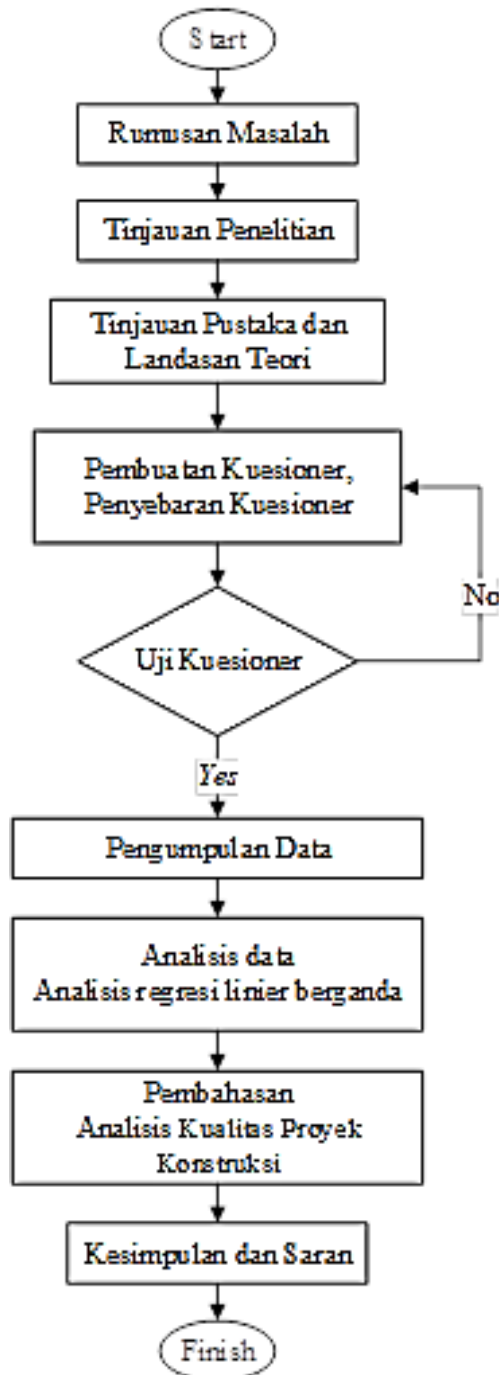 Start
Rumusan Masalah
Tinjauan Penelitian
Tinjauan Pustaka dan
Landasan Teori
Pembuatan Kuesioner,
Penyebaran Kuesioner
No
Uji Kuesioner
Yes
Pengumpulan Data
Analisis data
Analisis regresi linier berganda
Pembahasan
Analisis Kualitas Proyek
Konstruksi
Kesimpulan dan Saran
Finish